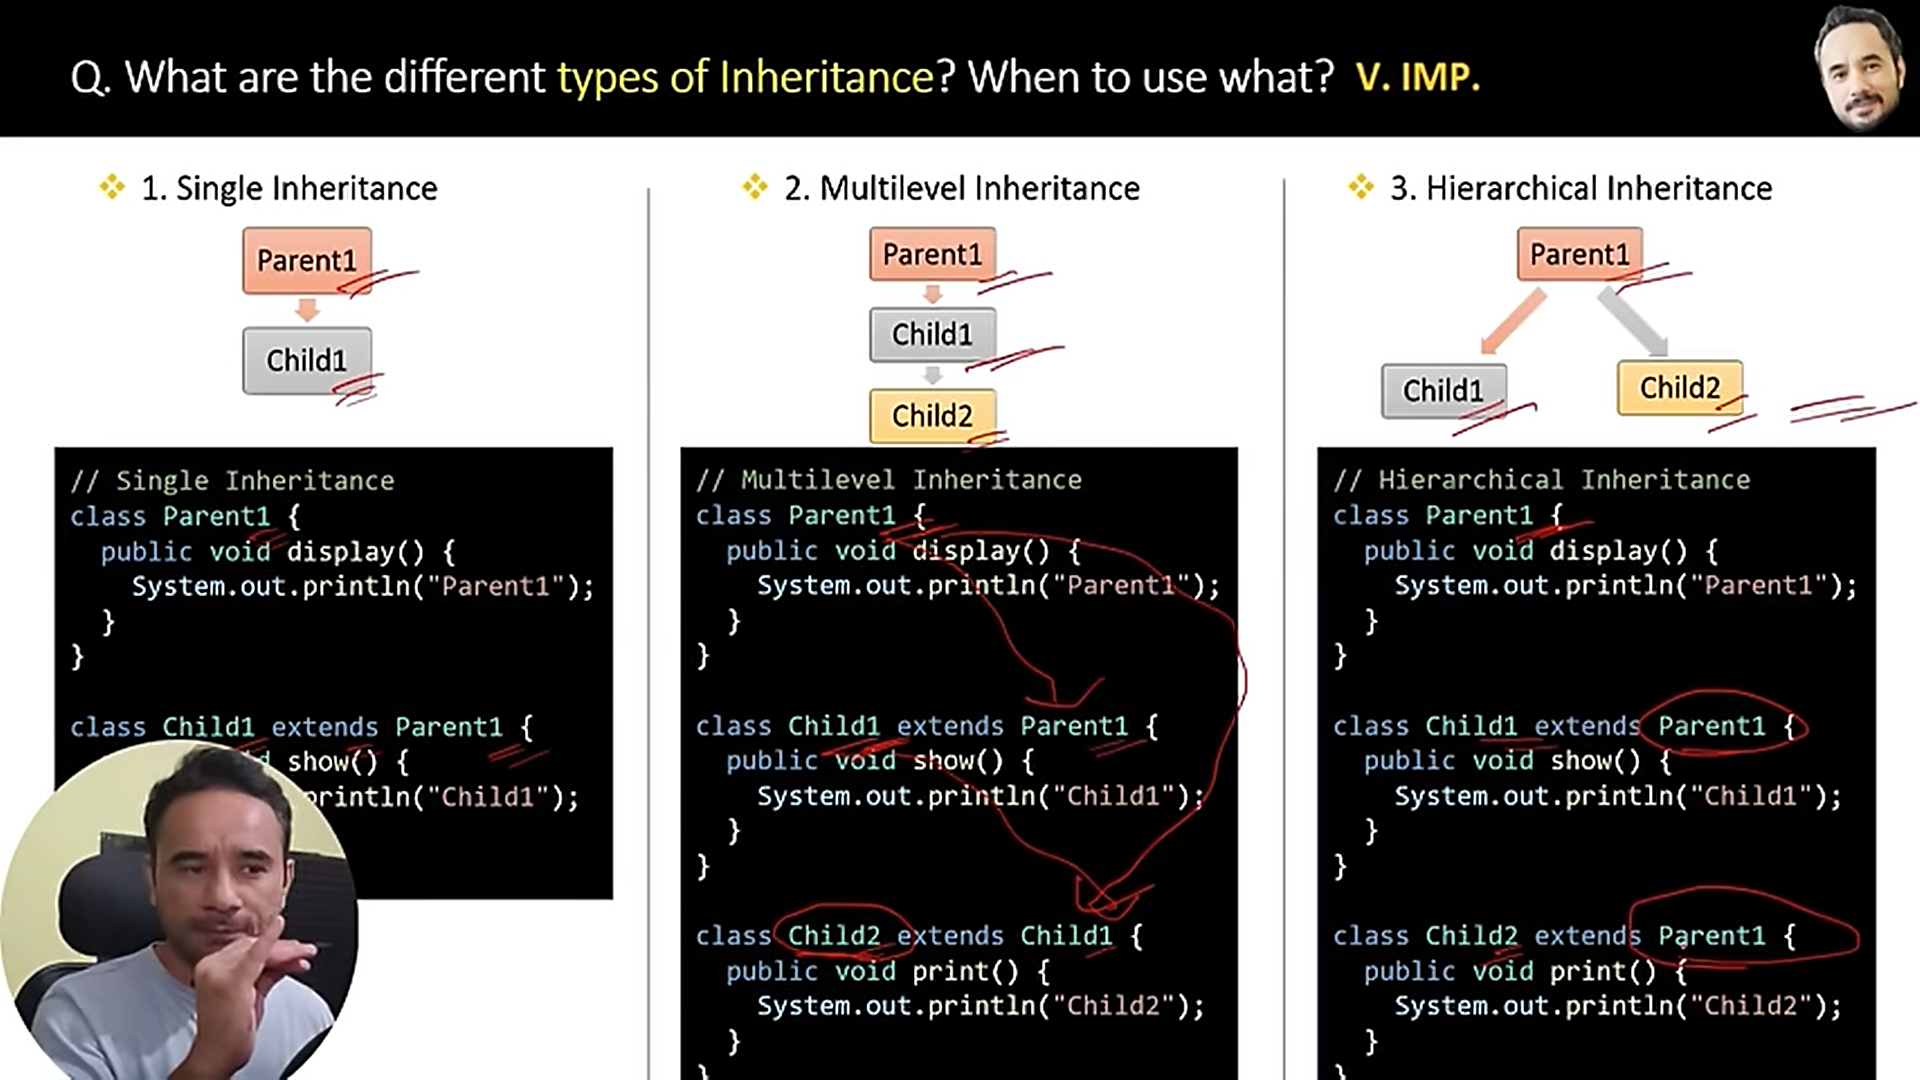 Q. What are the different types of Inheritance? When to use what? V. IMP.
1. Single Inheritance
Parent1
Child1
// Single Inheritance
class Parent1 {
public void display() {
System.out.println("Parent1");
}
}
class Child1 extends Parent1 {
show() {
println("Child1");
2. Multilevel Inheritance
Parent1
Child1
Child2
// Multilevel Inheritance
class Parent1 {
public void display() {
System.out.println("Parent1");
}
}
class Child1 extends Parent1 {
public void show() {
System.out.println("Child1");
}
}
class Child2 extends Child1 {
public void print() {
System.out.println("Child2");
}
}
3. Hierarchical Inheritance
Parent1
Child1
Child2
// Hierarchical Inheritance
class Parent1 {
public void display() {
System.out.println("Parent1");
}
}
class Child1 extends Parent1 {
public void show() {
System.out.println("Child1");
}
}
class Child2 extends Parent1 {
public void print() {
System.out.println("Child2");
}
}